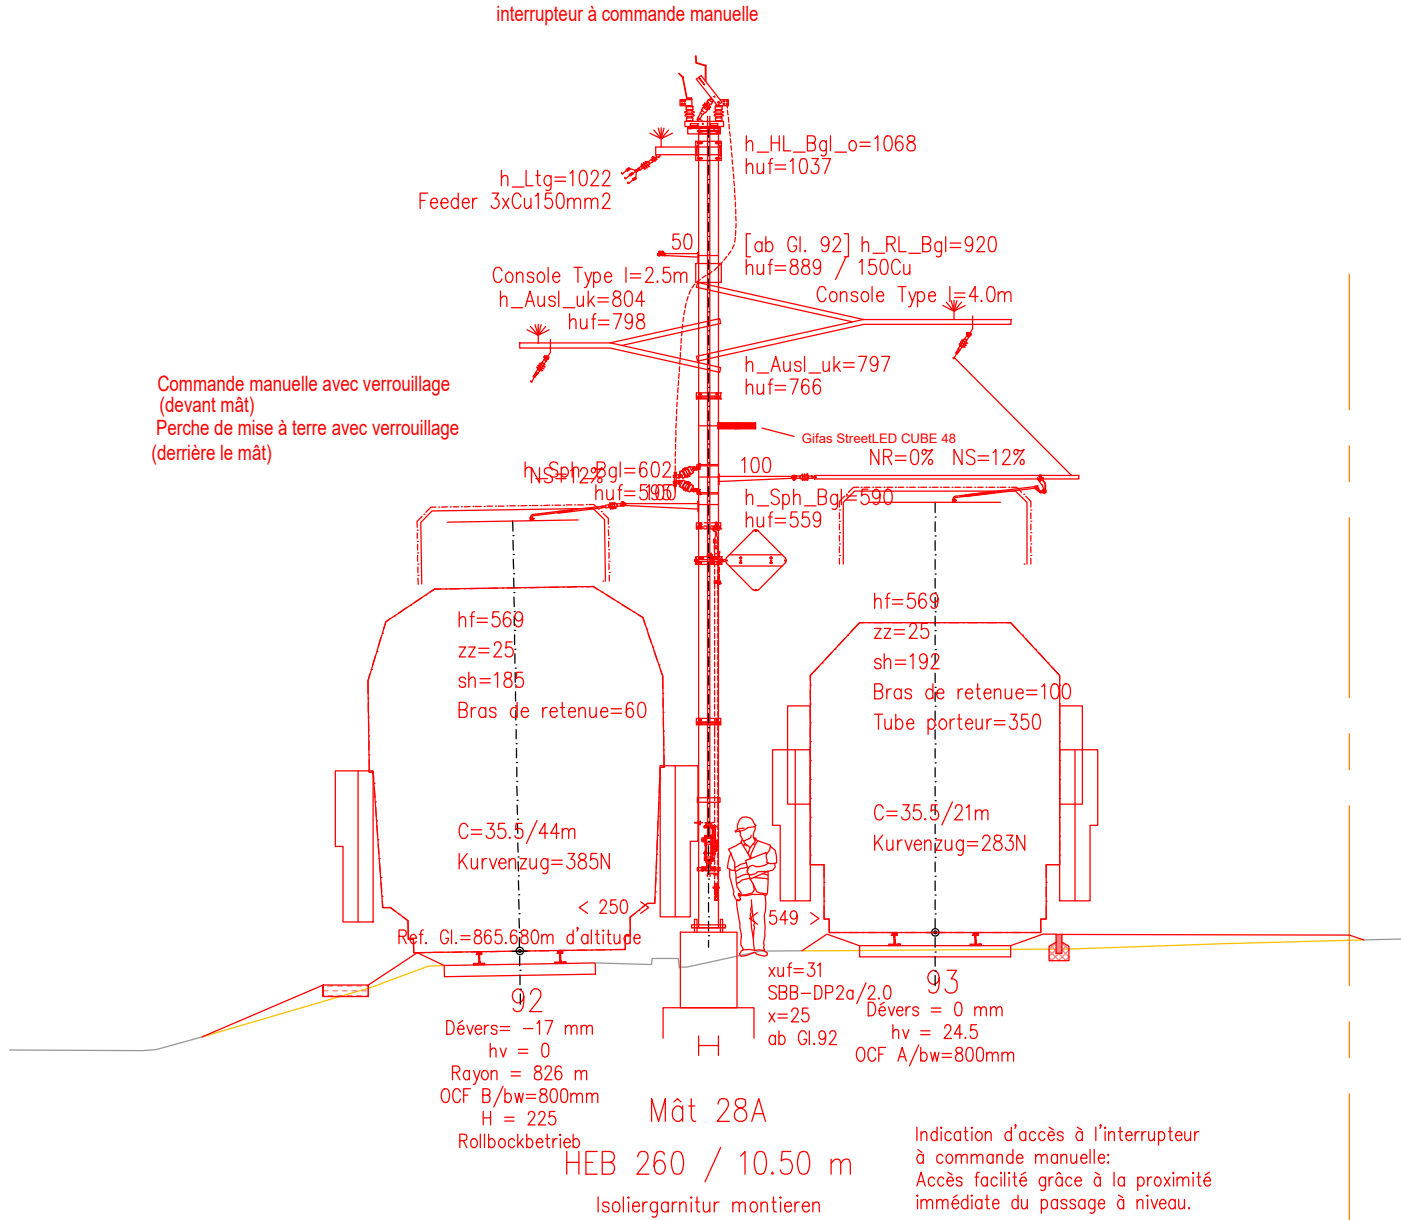 interrupteur à commande manuelle
h_HL_Bgl_o=1068
huf=1037
h_Ltg=1022
Feeder 3xCu150mm2
50
[ab Gl. 92] h_RL_Bgl=920
huf=889 / 150Cu
Console Type l=2.5m
h_Ausl_uk=804
huf=798
Console Type l=4.0m
h_Ausl_uk=797
huf=766
Commande manuelle avec verrouillage
(devant mât)
Perche de mise à terre avec verrouillage
(derrière le mât)
Gifas StreetLED CUBE 48
NR=0% NS=12%
h_Sph_Bgl=602
NS=12%
huf=595
100
100
h_Sph_Bgl=590
huf=559
hf=569
zz=25
sh=185
Bras de retenue=60
hf=569
zz=25
sh=192
Bras de retenue=100
Tube porteur=350
C=35.5/44m
Kurvenzug=385N
C=35.5/21m
Kurvenzug=283N
< 250 >
< 549 >
Ref. Gl.=865.680m d'altitude
92
Dévers= -17 mm
hv = 0
Rayon = 826 m
OCF B/bw=800mm
H = 225
Rollbockbetrieb
xuf=31
SBB-DP2a/2.0
x=25
ab Gl.92
93
Dévers = 0 mm
hv = 24.5
OCF A/bw=800mm
Mât 28A
HEB 260 / 10.50 m
Isoliergarnitur montieren
Indication d'accès à l'interrupteur
à commande manuelle:
Accès facilité grâce à la proximité
immédiate du passage à niveau.